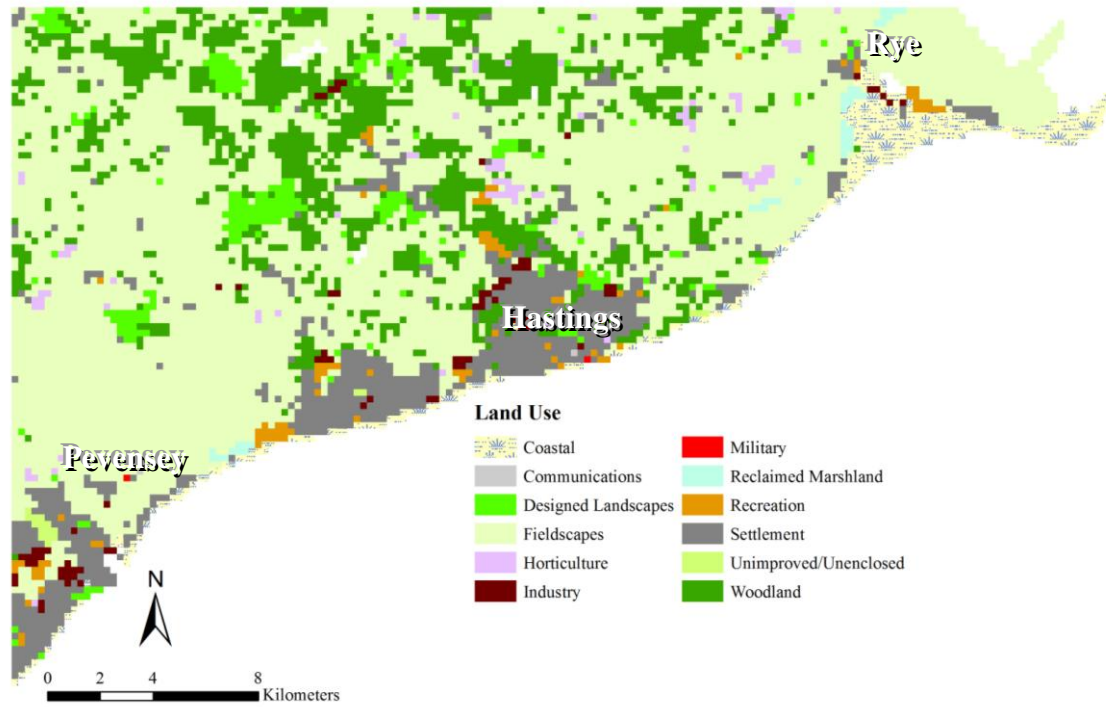 Rye
Hastings
Pevensey
Land Use
Coastal
Communications
Designed Landscapes
Fieldscapes
Horticulture
Industry
Military
Reclaimed Marshland
Recreation
Settlement
Unimproved/Unenclosed
Woodland
N
0 2 4 8
Kilometers